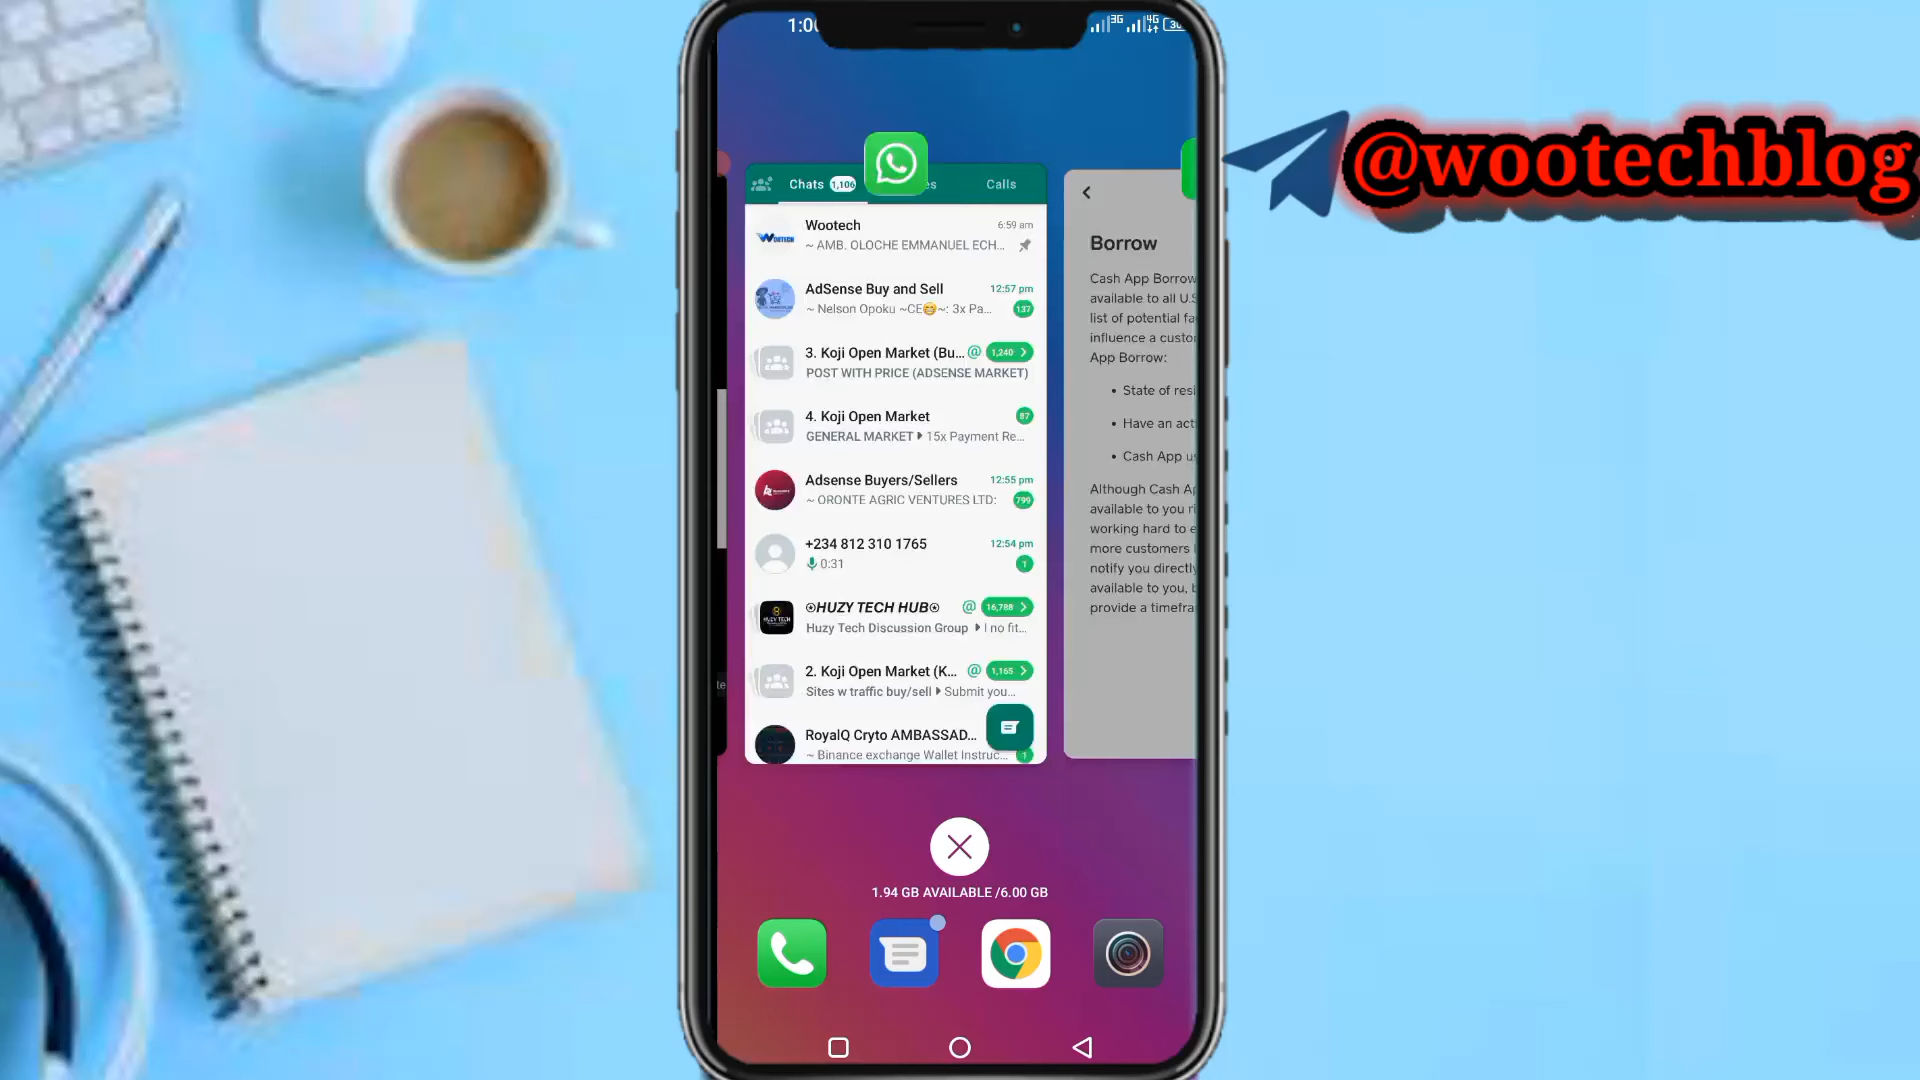 1:00
3G
4G
@wootechblog
Chats 1,106
Calls
Wootech
6:59 am
~ AMB. OLOCHE EMMANUEL ECH...
AdSense Buy and Sell
12:57 pm
~ Nelson Opoku ~CE😁~: 3x Pa...
137
3. Koji Open Market (Bu... @ 1,240
POST WITH PRICE (ADSENSE MARKET)
4. Koji Open Market
87
GENERAL MARKET 15x Payment Re...
Adsense Buyers/Sellers
12:55 pm
~ ORONTE AGRIC VENTURES LTD:
799
+234 812 310 1765
12:54 pm
0:31
1
⍟HUZY TECH HUB⍟ @ 16,788
Huzy Tech Discussion Group I no fit...
2. Koji Open Market (K... @ 1,165
Sites w traffic buy/sell Submit you...
RoyalQ Cryto AMBASSAD...
~ Binance exchange Wallet Instruc...
1
Borrow
Cash App Borrow
available to all U.S
list of potential fa
influence a custo
App Borrow:
• State of resi
• Have an act
• Cash App u
Although Cash Ap
available to you ri
working hard to e
more customers
notify you directly
available to you, b
provide a timefra
1.94 GB AVAILABLE /6.00 GB